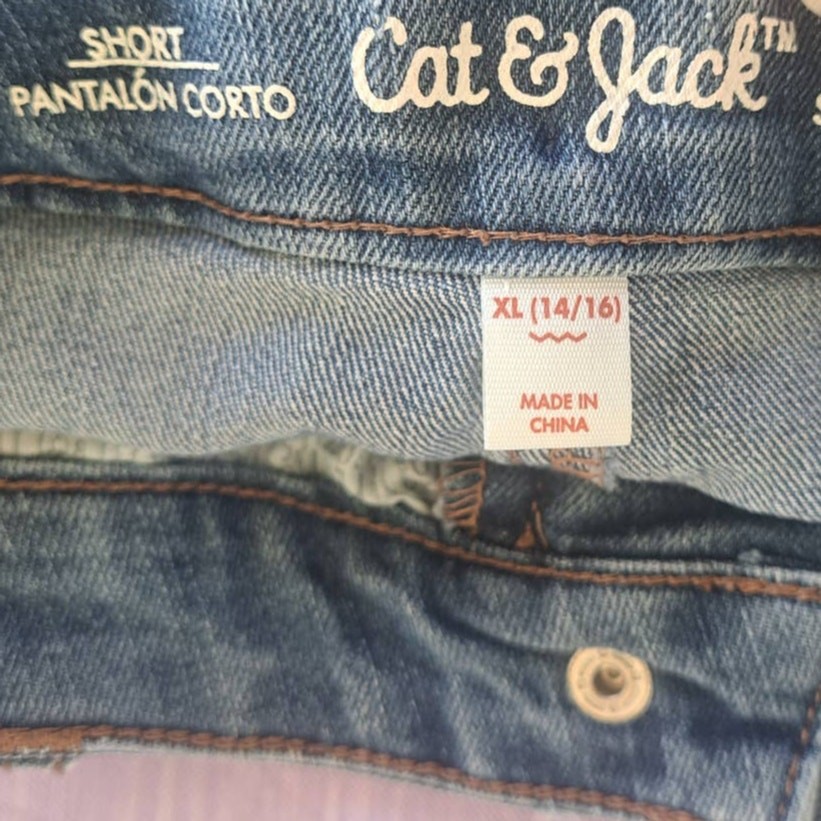 SHORT
PANTALÓN CORTO
Cat & Jack™
XL (14/16)
MADE IN
CHINA